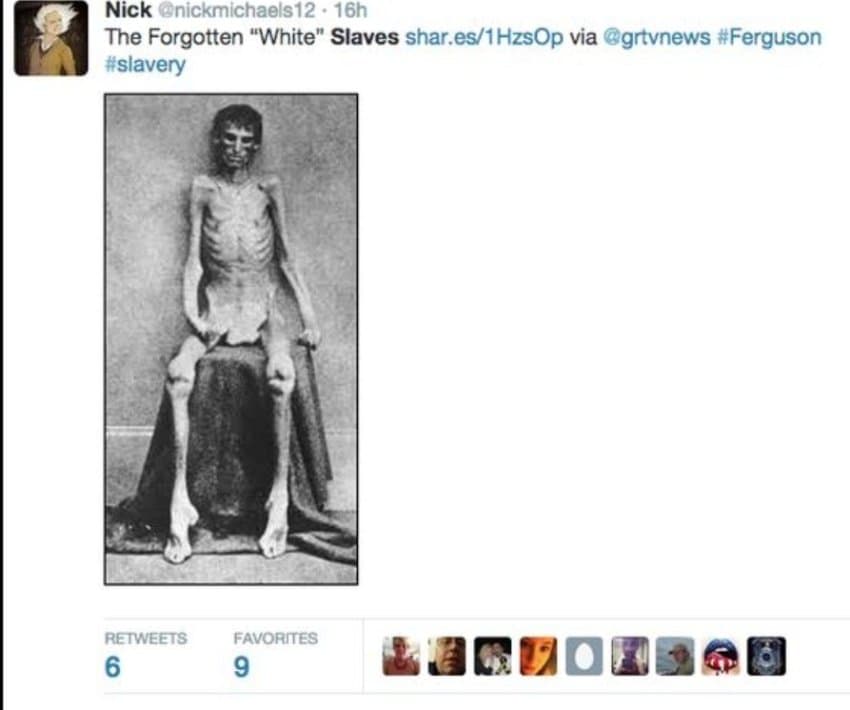 Nick @nickmichaels12 · 16h
The Forgotten "White" Slaves shar.es/1HzsOp via @grtvnews #Ferguson
#slavery
RETWEETS FAVORITES
6 9